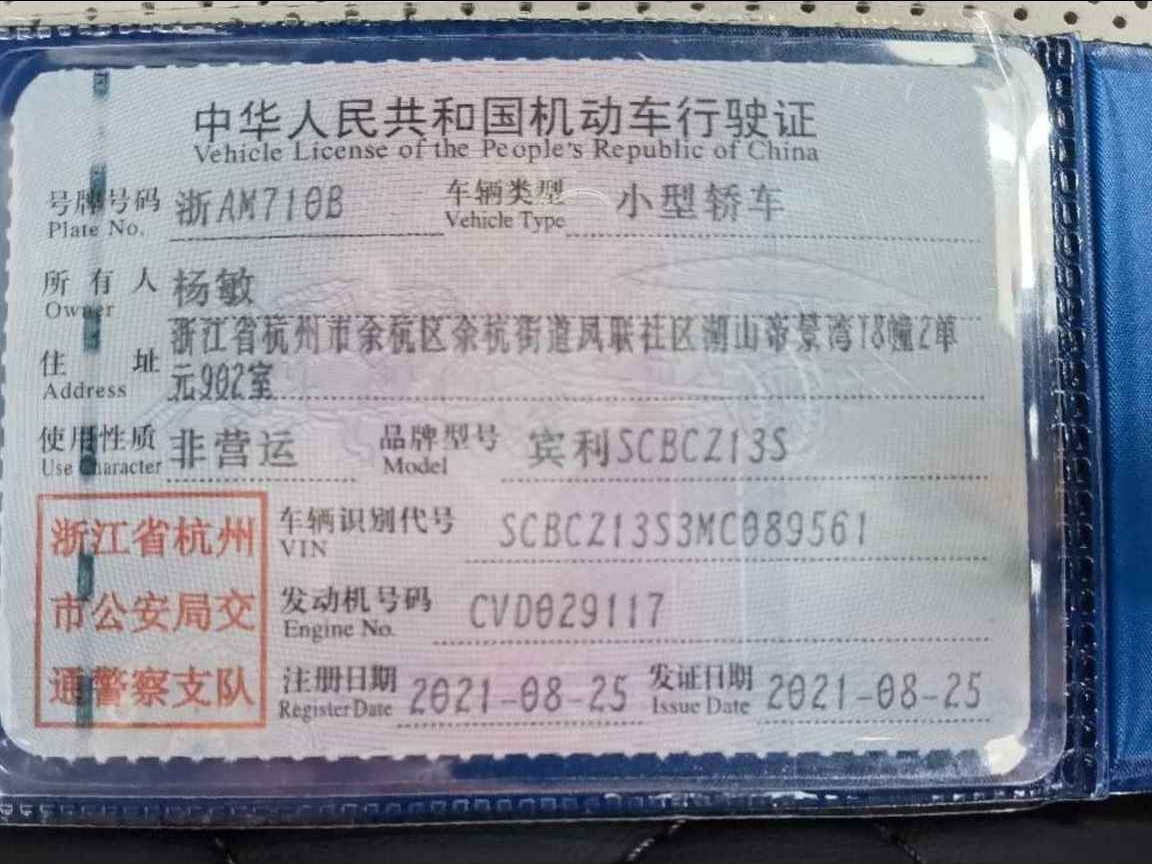 中华人民共和国机动车行驶证
Vehicle License of the People's Republic of China
号牌号码 浙AM710B 车辆类型 小型轿车
Plate No. Vehicle Type
所有人 杨敏
Owner
浙江省杭州市余杭区余杭街道凤联社区湖山帝景湾18幢2单
住址 元902室
Address
使用性质 非营运 品牌型号 宾利SCBCZ13S
Use Character Model
浙江省杭州 车辆识别代号 SCBCZ13S3MC089561
VIN
市公安局交 发动机号码 CVD029117
Engine No.
通警察支队 注册日期 2021-08-25 发证日期 2021-08-25
Register Date Issue Date